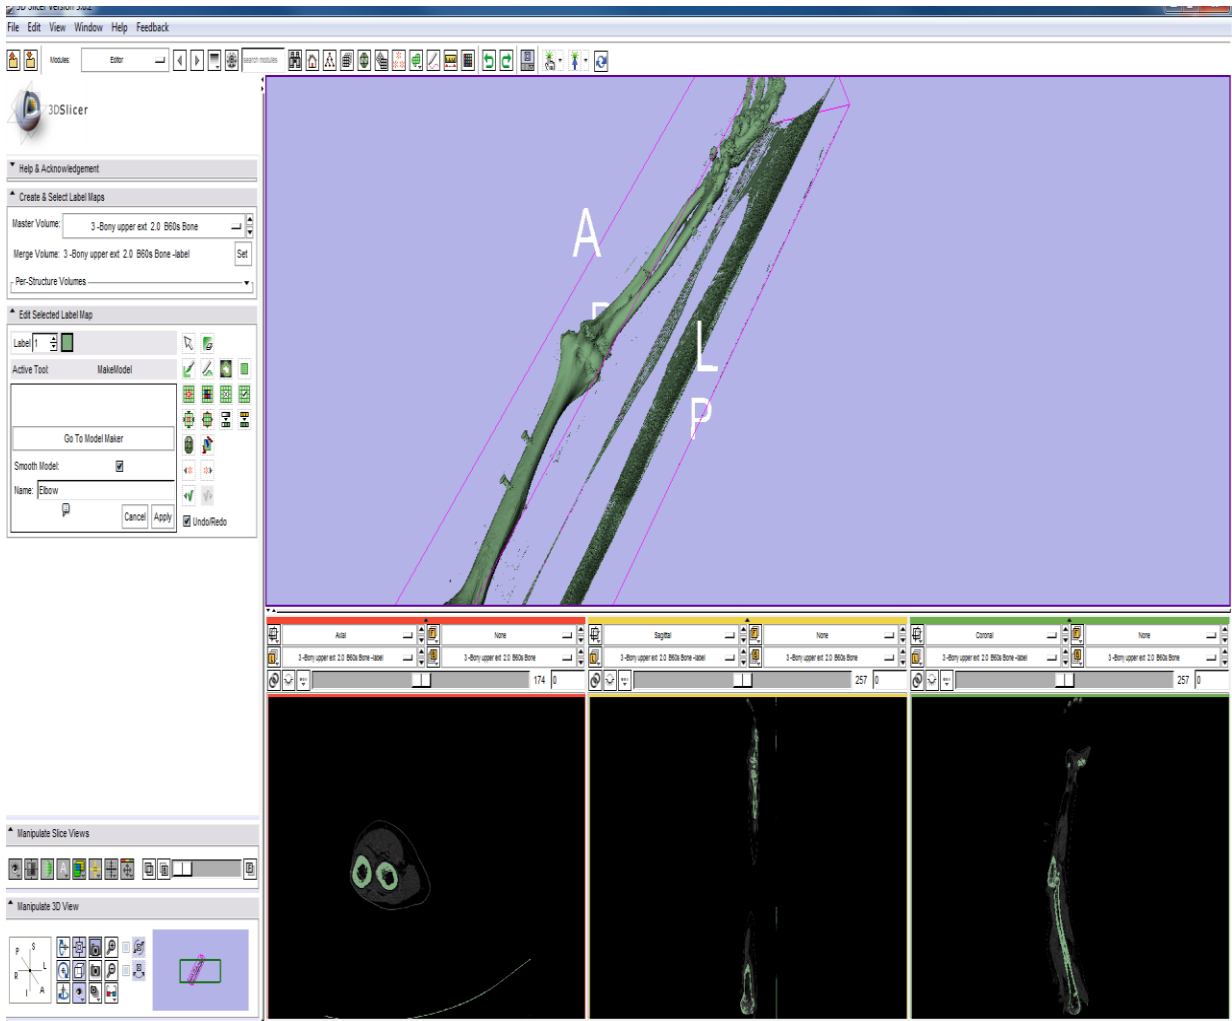 3D Slicer Version 3.6.2
File Edit View Window Help Feedback
Modules: Editor search modules
3DSlicer
Help & Acknowledgement
Create & Select Label Maps
Master Volume: 3 -Bony upper ext 2.0 B60s Bone
Merge Volume: 3 -Bony upper ext 2.0 B60s Bone -label Set
Per-Structure Volumes
Edit Selected Label Map
Label 1
Active Tool: MakeModel
Go To Model Maker
Smooth Model:
Name: Elbow
Cancel Apply
Undo/Redo
A
L
P
Axial None
3 -Bony upper ext 2.0 B60s Bone -label 3 -Bony upper ext 2.0 B60s Bone
174 0
Sagittal None
3 -Bony upper ext 2.0 B60s Bone -label 3 -Bony upper ext 2.0 B60s Bone
257 0
Coronal None
3 -Bony upper ext 2.0 B60s Bone -label 3 -Bony upper ext 2.0 B60s Bone
257 0
Manipulate Slice Views
Manipulate 3D View
P S
R L
I A